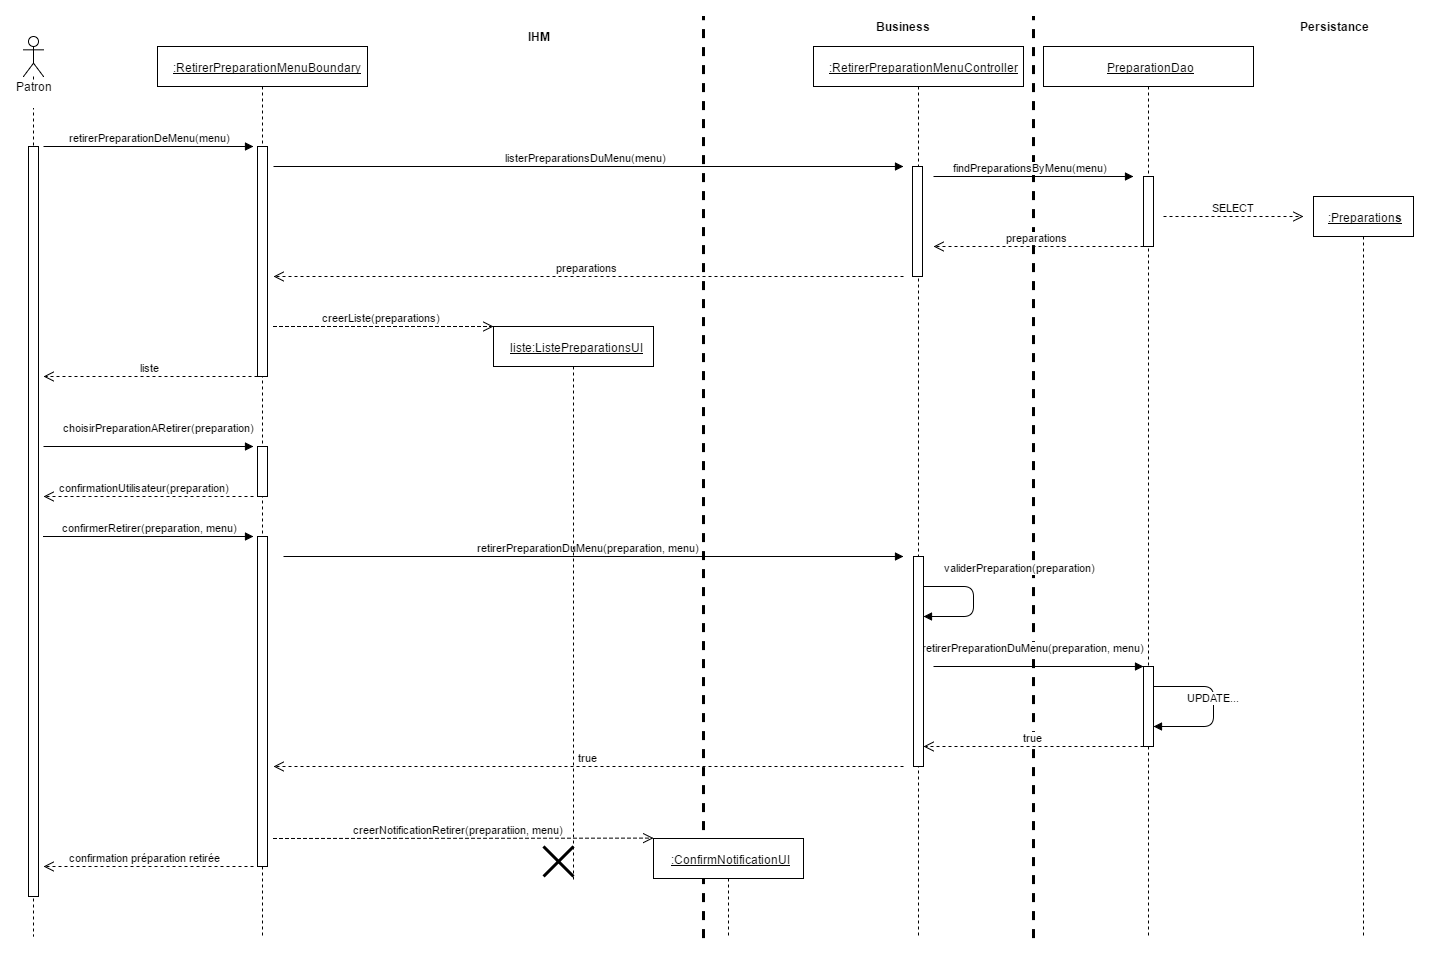 IHM
Business
Persistance
Patron
:RetirerPreparationMenuBoundary
:RetirerPreparationMenuController
PreparationDao
retirerPreparationDeMenu(menu)
listerPreparationsDuMenu(menu)
findPreparationsByMenu(menu)
SELECT
:Preparations
preparations
preparations
creerListe(preparations)
liste:ListePreparationsUI
liste
choisirPreparationARetirer(preparation)
confirmationUtilisateur(preparation)
confirmerRetirer(preparation, menu)
retirerPreparationDuMenu(preparation, menu)
validerPreparation(preparation)
retirerPreparationDuMenu(preparation, menu)
UPDATE...
true
true
creerNotificationRetirer(preparatiion, menu)
:ConfirmNotificationUI
confirmation préparation retirée